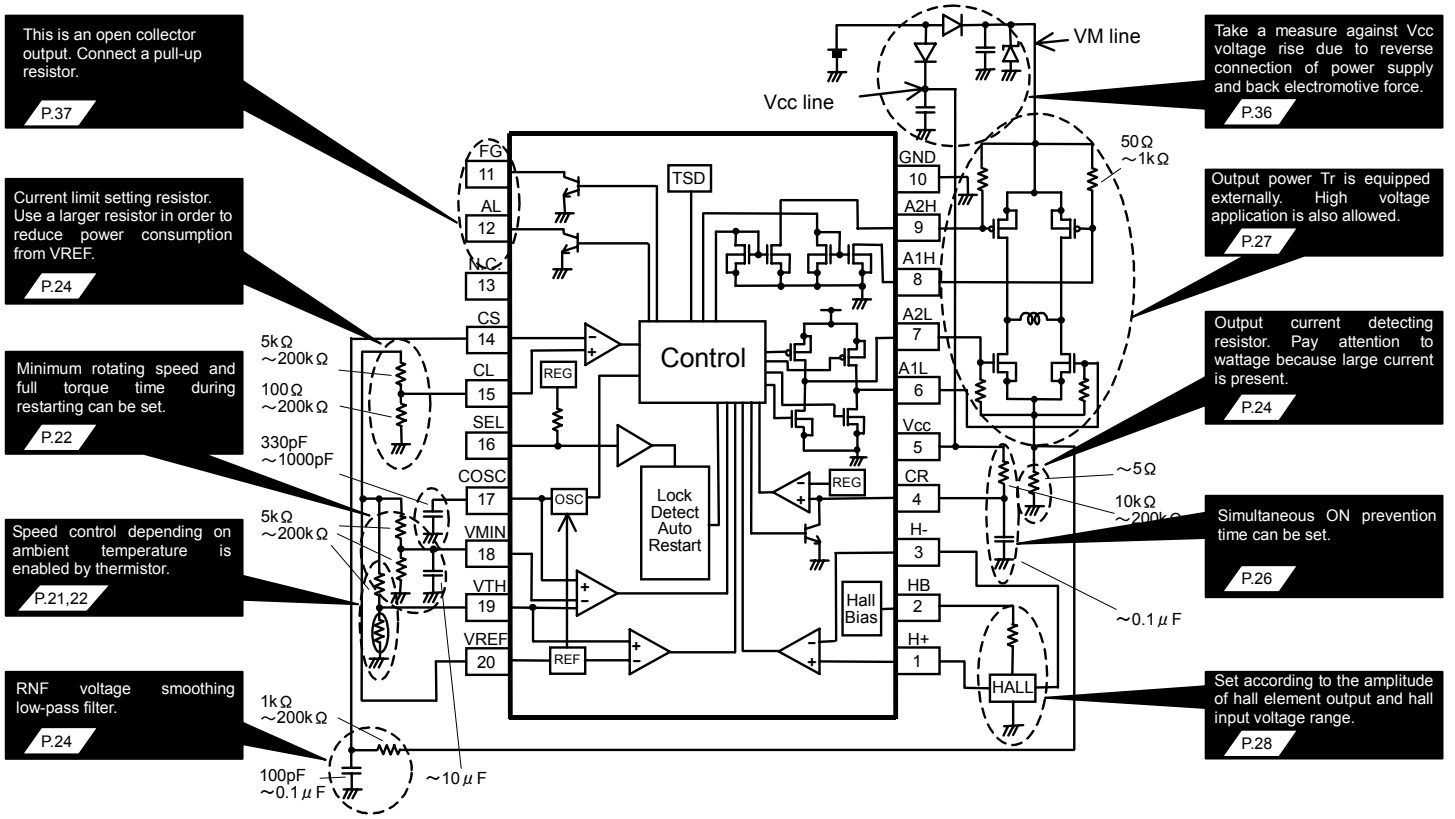 This is an open collector
output. Connect a pull-up
resistor.
P.37
Current limit setting resistor.
Use a larger resistor in order to
reduce power consumption
from VREF.
P.24
Minimum rotating speed and
full torque time during
restarting can be set.
P.22
Speed control depending on
ambient temperature is
enabled by thermistor.
P.21,22
RNF voltage smoothing
low-pass filter.
P.24
5kΩ
~200kΩ
100Ω
~200kΩ
330pF
~1000pF
5kΩ
~200kΩ
1kΩ
~200kΩ
100pF
~0.1μF
~10μF
FG
11
AL
12
N.C.
13
CS
14
CL
15
SEL
16
COSC
17
VMIN
18
VTH
19
VREF
20
TSD
Control
REG
OSC
REF
Lock
Detect
Auto
Restart
REG
Hall
Bias
GND
10
A2H
9
A1H
8
A2L
7
A1L
6
Vcc
5
CR
4
H-
3
HB
2
H+
1
HALL
VM line
Vcc line
50Ω
~1kΩ
~5Ω
10kΩ
~200kΩ
~0.1μF
Take a measure against Vcc
voltage rise due to reverse
connection of power supply
and back electromotive force.
P.36
Output power Tr is equipped
externally. High voltage
application is also allowed.
P.27
Output current detecting
resistor. Pay attention to
wattage because large current
is present.
P.24
Simultaneous ON prevention
time can be set.
P.26
Set according to the amplitude
of hall element output and hall
input voltage range.
P.28